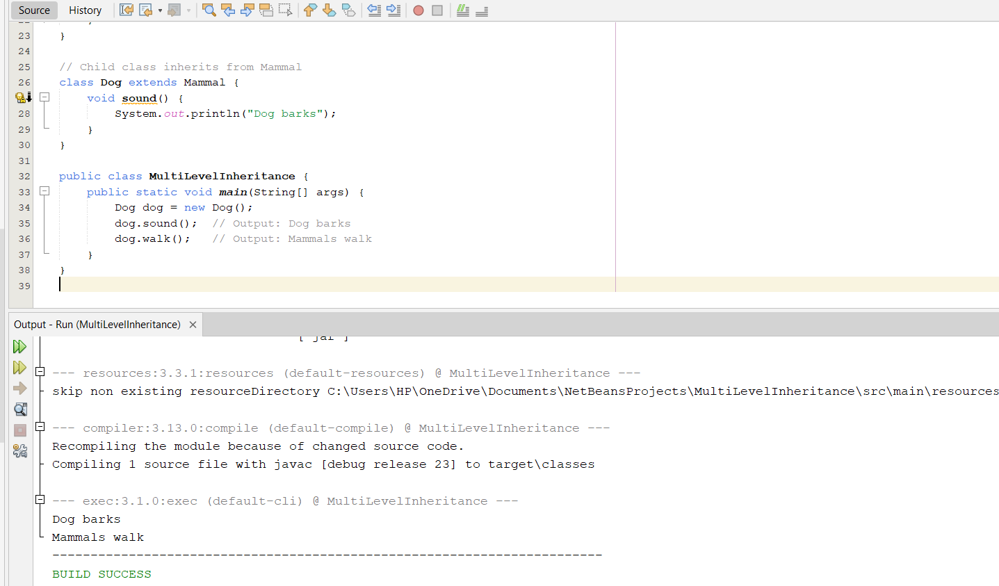 Source History
23 }
24
25 // Child class inherits from Mammal
26 class Dog extends Mammal {
void sound() {
28 System.out.println("Dog barks");
29 }
30 }
31
32 public class MultiLevelInheritance {
33 public static void main(String[] args) {
34 Dog dog = new Dog();
35 dog.sound(); // Output: Dog barks
36 dog.walk(); // Output: Mammals walk
37 }
38 }
39
Output - Run (MultiLevelInheritance)
[ jar ]
--- resources:3.3.1:resources (default-resources) @ MultiLevelInheritance ---
skip non existing resourceDirectory C:\Users\HP\OneDrive\Documents\NetBeansProjects\MultiLevelInheritance\src\main\resources
--- compiler:3.13.0:compile (default-compile) @ MultiLevelInheritance ---
Recompiling the module because of changed source code.
Compiling 1 source file with javac [debug release 23] to target\classes
--- exec:3.1.0:exec (default-cli) @ MultiLevelInheritance ---
Dog barks
Mammals walk
------------------------------------------------------------------------
BUILD SUCCESS